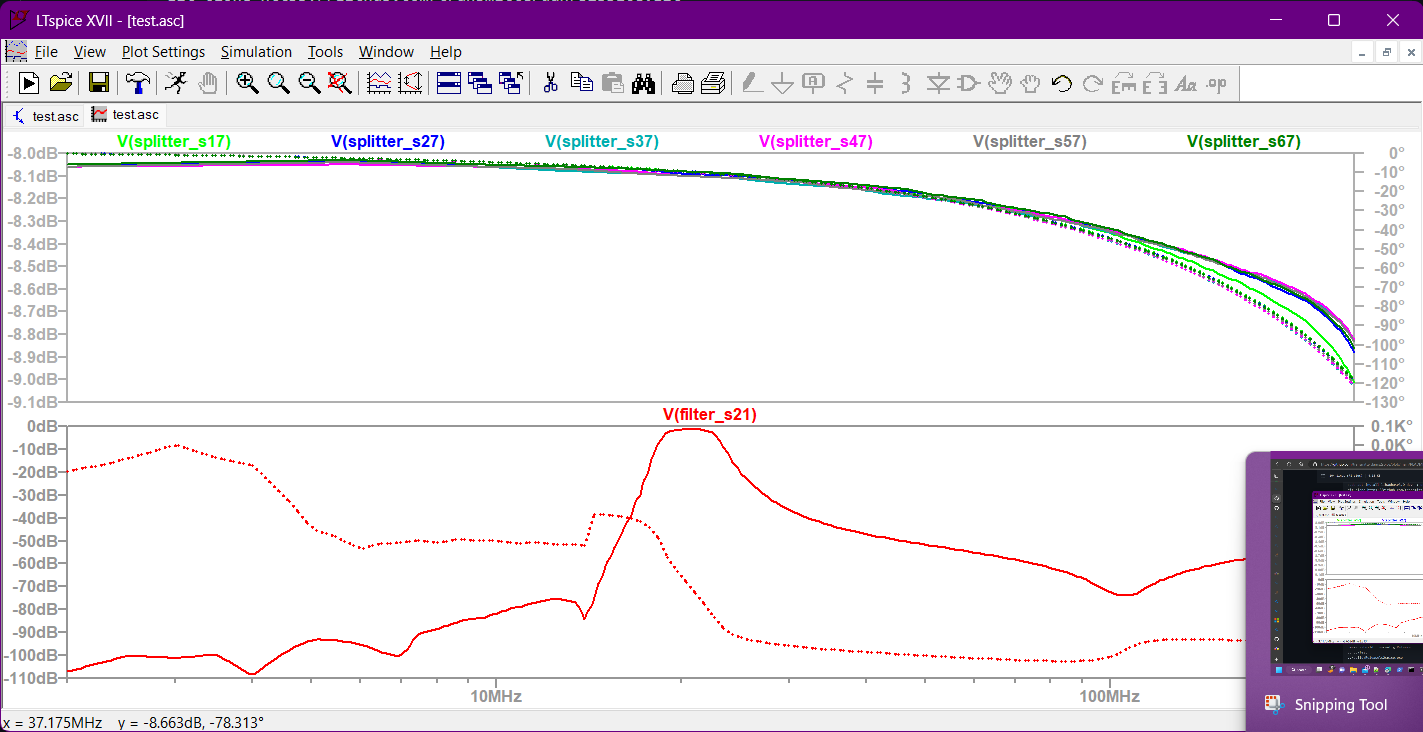 LTspice XVII - [test.asc]
File View Plot Settings Simulation Tools Window Help
test.asc test.asc
V(splitter_s17) V(splitter_s27) V(splitter_s37) V(splitter_s47) V(splitter_s57) V(splitter_s67)
-8.0dB 0°
-8.1dB -10°
-8.2dB -20°
-8.3dB -30°
-8.4dB -40°
-8.5dB -50°
-8.6dB -60°
-8.7dB -70°
-8.8dB -80°
-8.9dB -90°
-9.0dB -100°
-9.1dB -110°
-120°
-130°
V(filter_s21)
0dB 0.1K°
-10dB 0.0K°
-20dB
-30dB
-40dB
-50dB
-60dB
-70dB
-80dB
-90dB
-100dB
-110dB
10MHz 100MHz
Snipping Tool
x = 37.175MHz y = -8.663dB, -78.313°